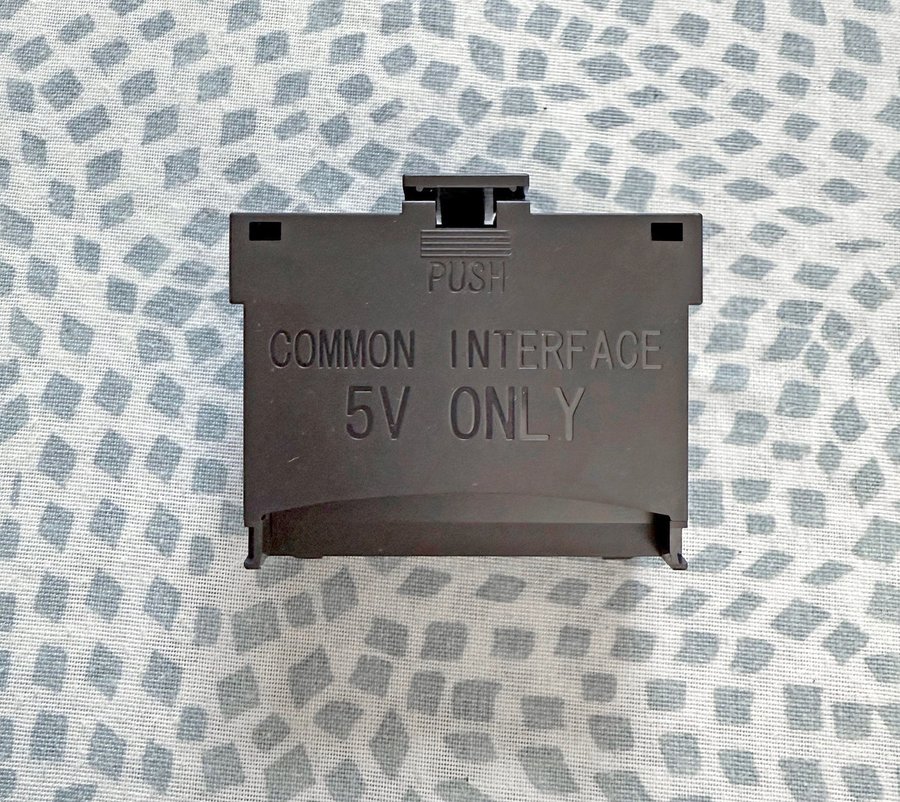 PUSH
COMMON INTERFACE
5V ONLY